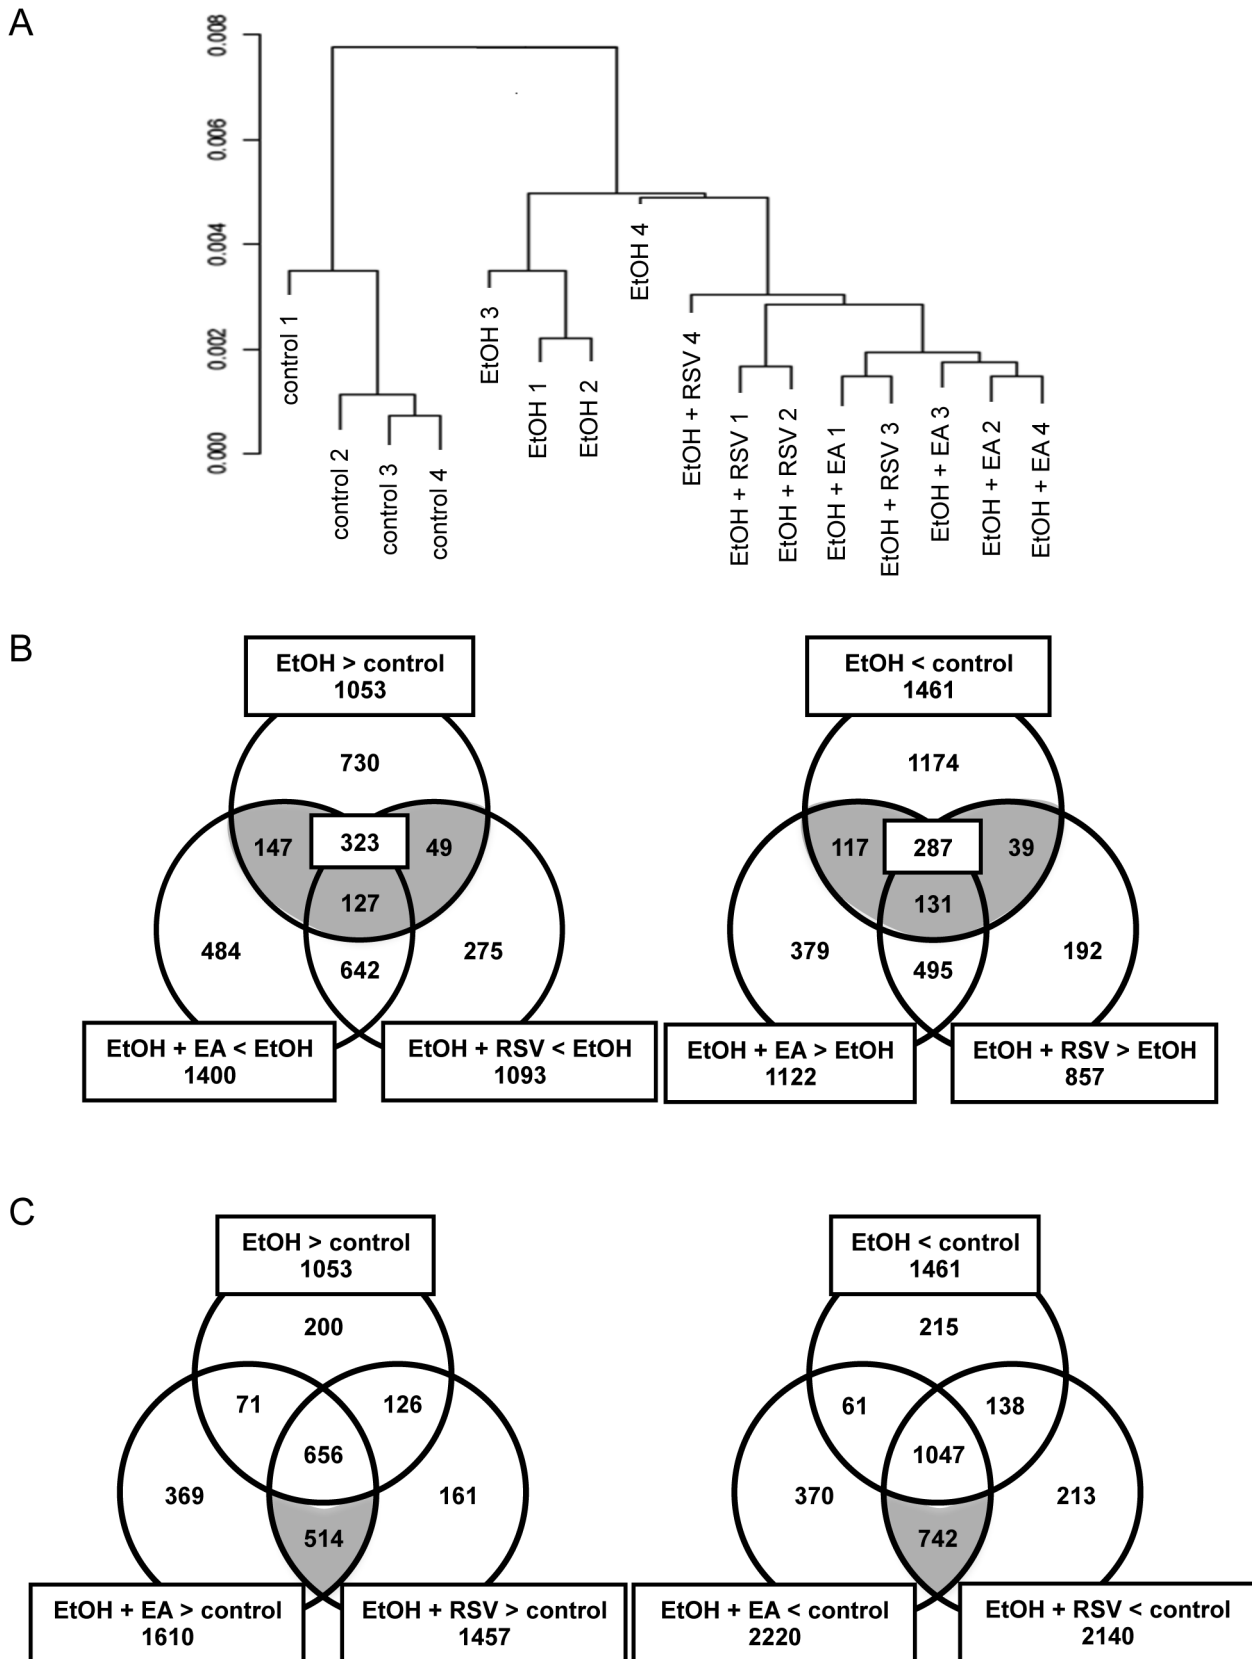 A
0.008
0.006
0.004
0.002
0.000
control 1
control 2
control 3
control 4
EtOH 3
EtOH 1
EtOH 2
EtOH 4
EtOH + RSV 4
EtOH + RSV 1
EtOH + RSV 2
EtOH + EA 1
EtOH + RSV 3
EtOH + EA 3
EtOH + EA 2
EtOH + EA 4
B
EtOH > control
1053
730
147
323
49
127
484
642
275
EtOH + EA < EtOH
1400
EtOH + RSV < EtOH
1093
EtOH < control
1461
1174
117
287
39
131
379
495
192
EtOH + EA > EtOH
1122
EtOH + RSV > EtOH
857
C
EtOH > control
1053
200
71
126
656
369
161
514
EtOH + EA > control
1610
EtOH + RSV > control
1457
EtOH < control
1461
215
61
138
1047
370
213
742
EtOH + EA < control
2220
EtOH + RSV < control
2140